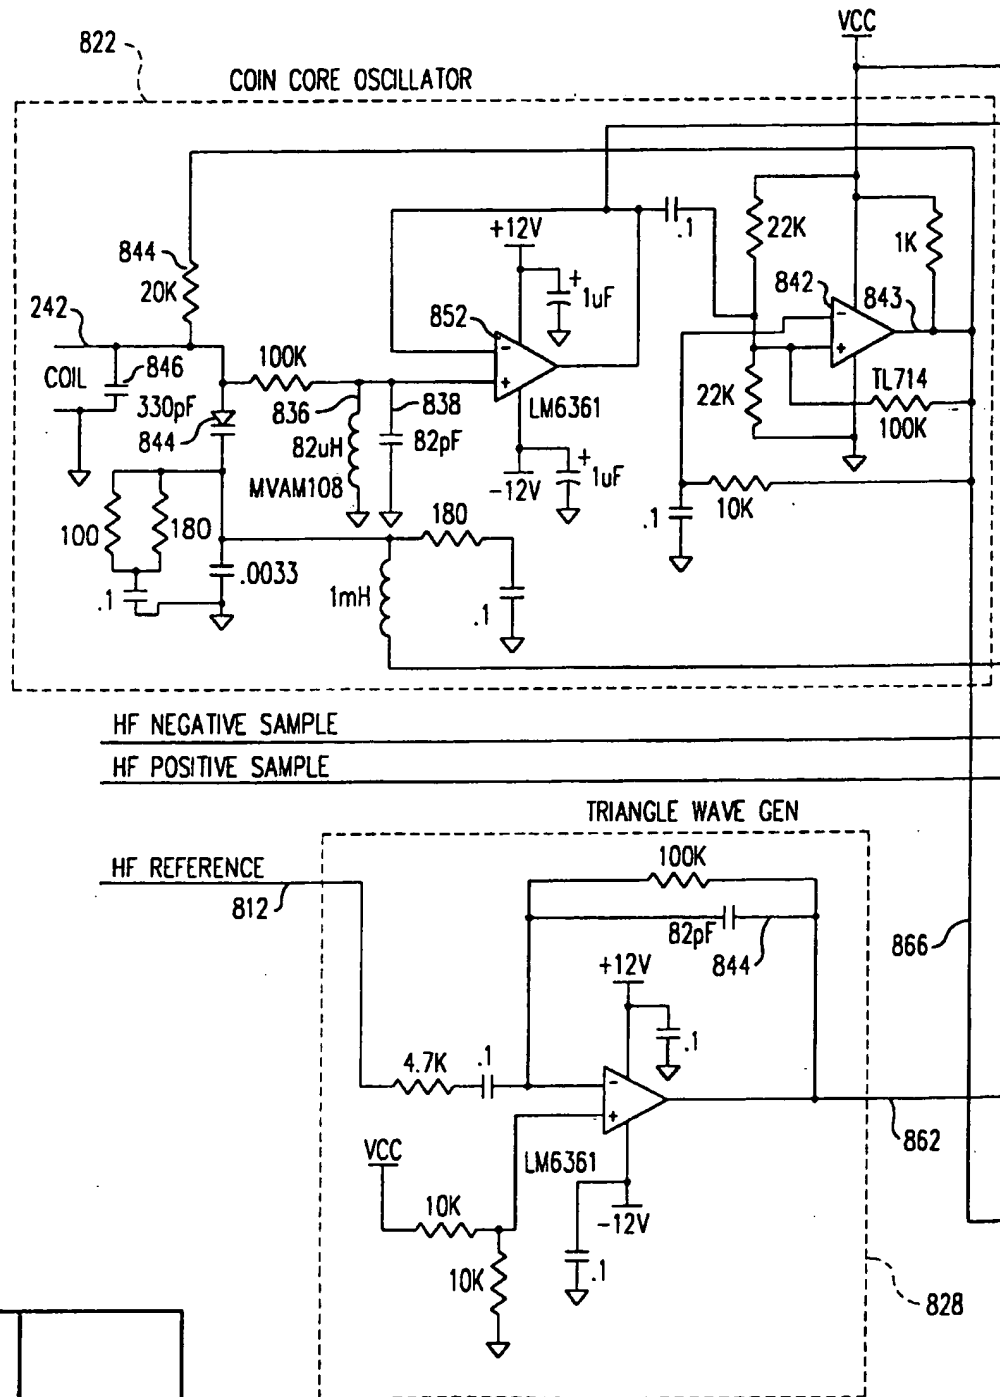 VCC
822
COIN CORE OSCILLATOR
+12V
22K
1K
844
20K
842
843
1uF
+
.1
242
852
846
COIL
100K
-
+
-
+
330pF
836
838
LM6361
22K
TL714
100K
844
82uH
82pF
MVAM108
-12V
+
1uF
10K
.1
100
180
180
.0033
.1
1mH
.1
HF NEGATIVE SAMPLE
HF POSITIVE SAMPLE
TRIANGLE WAVE GEN
HF REFERENCE
812
100K
82pF
844
866
+12V
.1
4.7K
.1
-
+
862
VCC
LM6361
10K
-12V
10K
.1
828